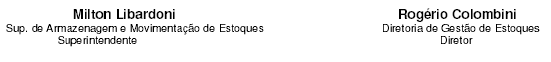 Milton Libardoni
Sup. de Armazenagem e Movimentação de Estoques
Superintendente
Rogério Colombini
Diretoria de Gestão de Estoques
Diretor